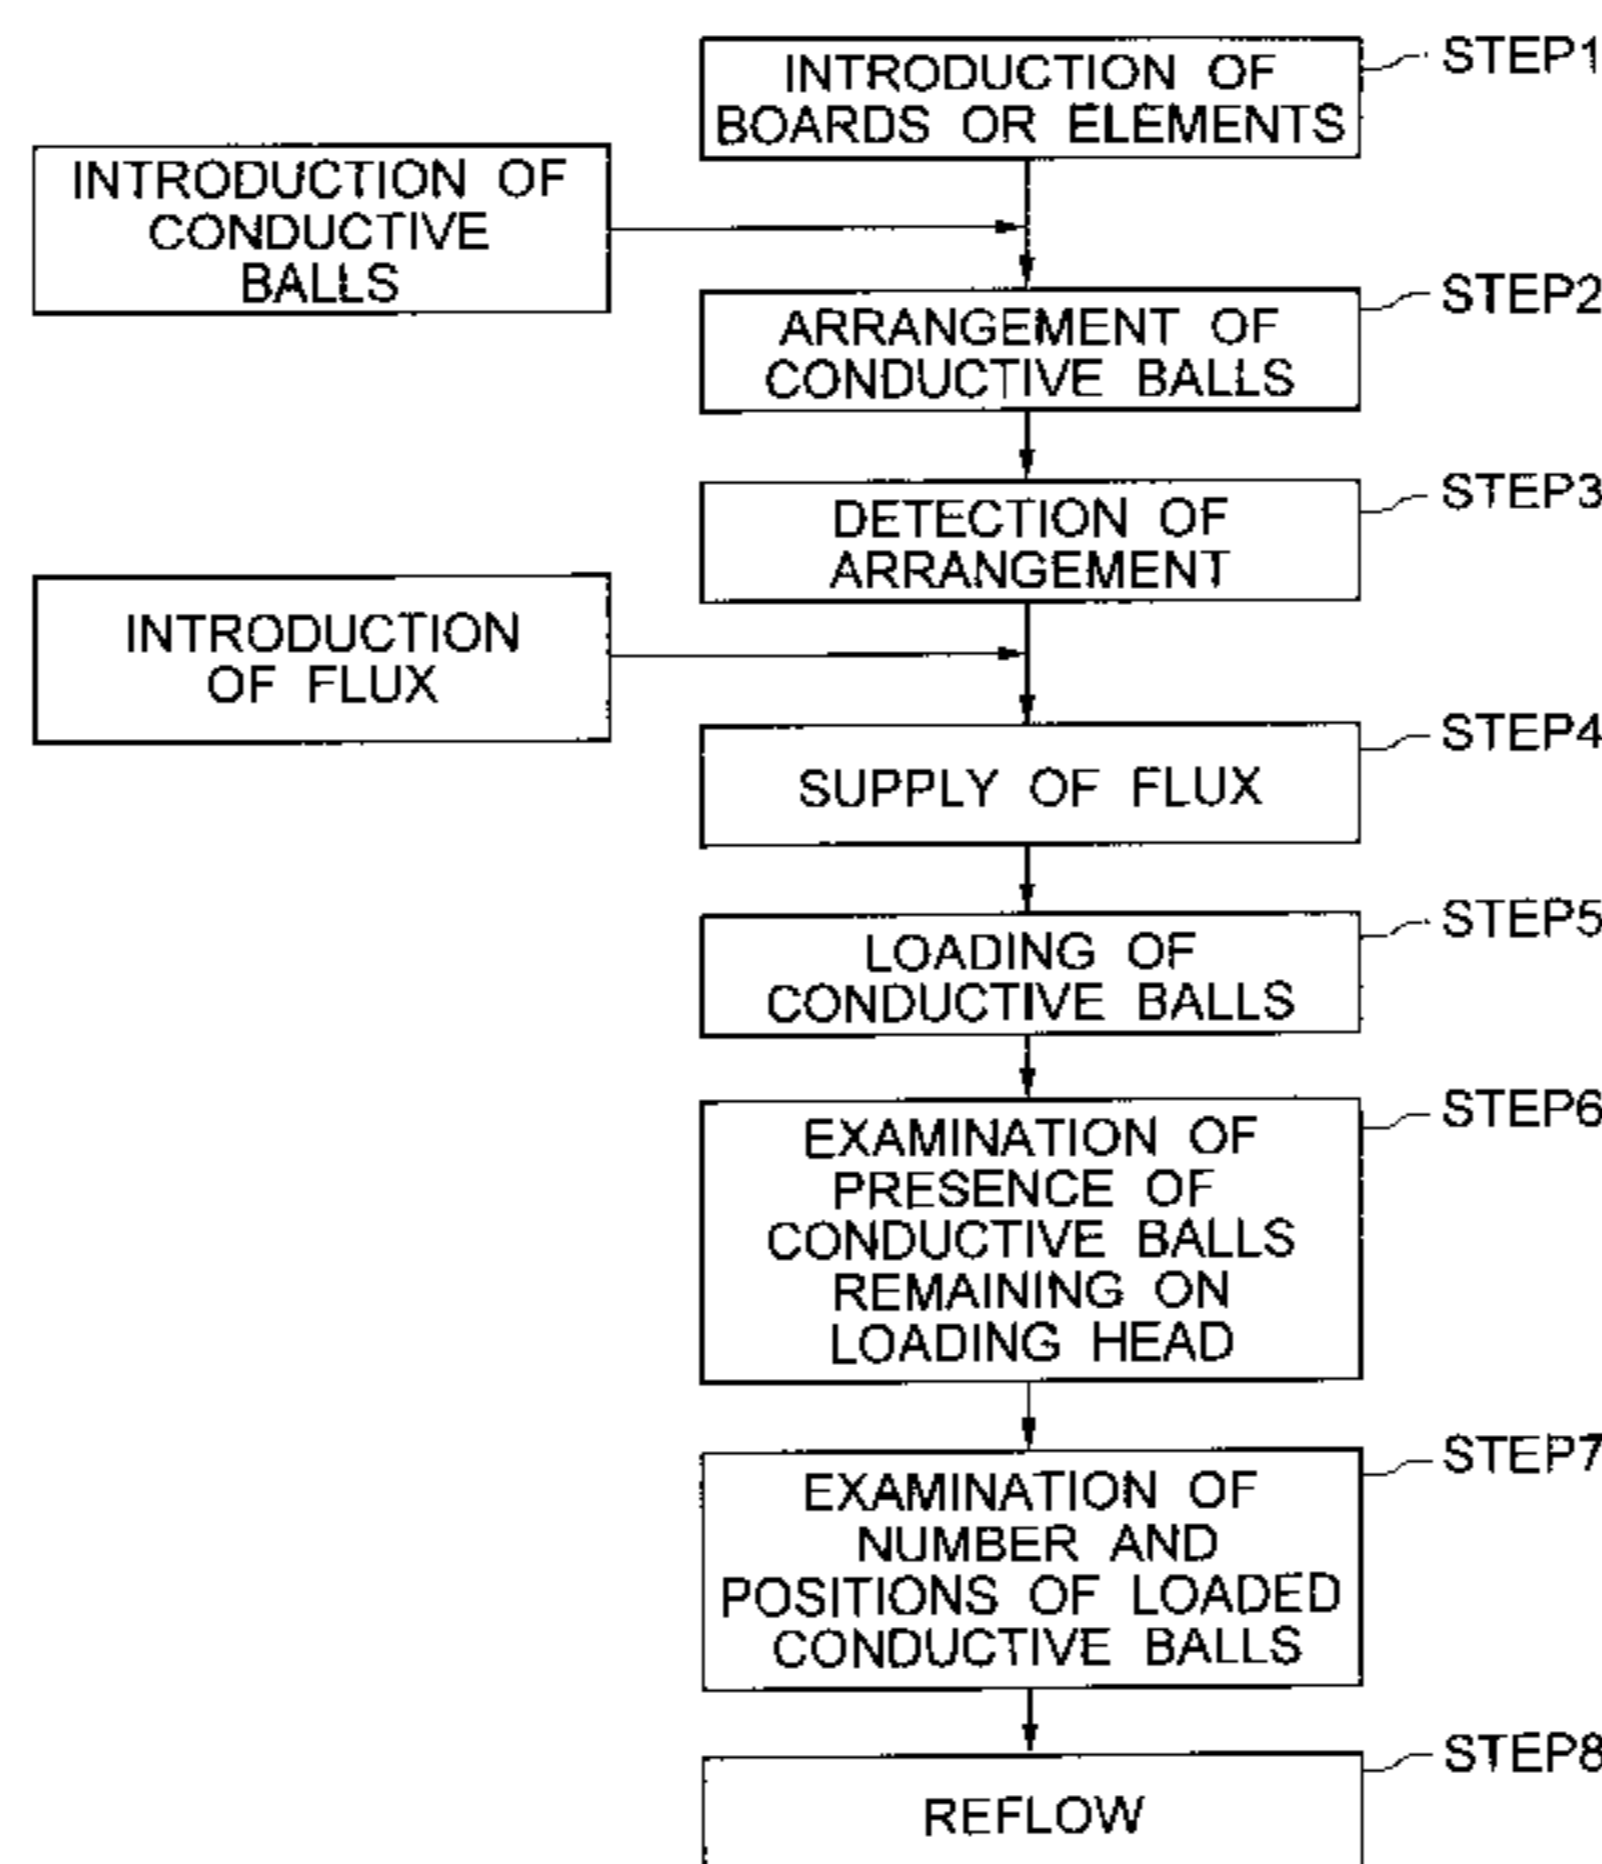 INTRODUCTION OF
BOARDS OR ELEMENTS
STEP1
INTRODUCTION OF
CONDUCTIVE
BALLS
ARRANGEMENT OF
CONDUCTIVE BALLS
STEP2
DETECTION OF
ARRANGEMENT
STEP3
INTRODUCTION
OF FLUX
SUPPLY OF FLUX
STEP4
LOADING OF
CONDUCTIVE BALLS
STEP5
EXAMINATION OF
PRESENCE OF
CONDUCTIVE BALLS
REMAINING ON
LOADING HEAD
STEP6
EXAMINATION OF
NUMBER AND
POSITIONS OF LOADED
CONDUCTIVE BALLS
STEP7
REFLOW
STEP8